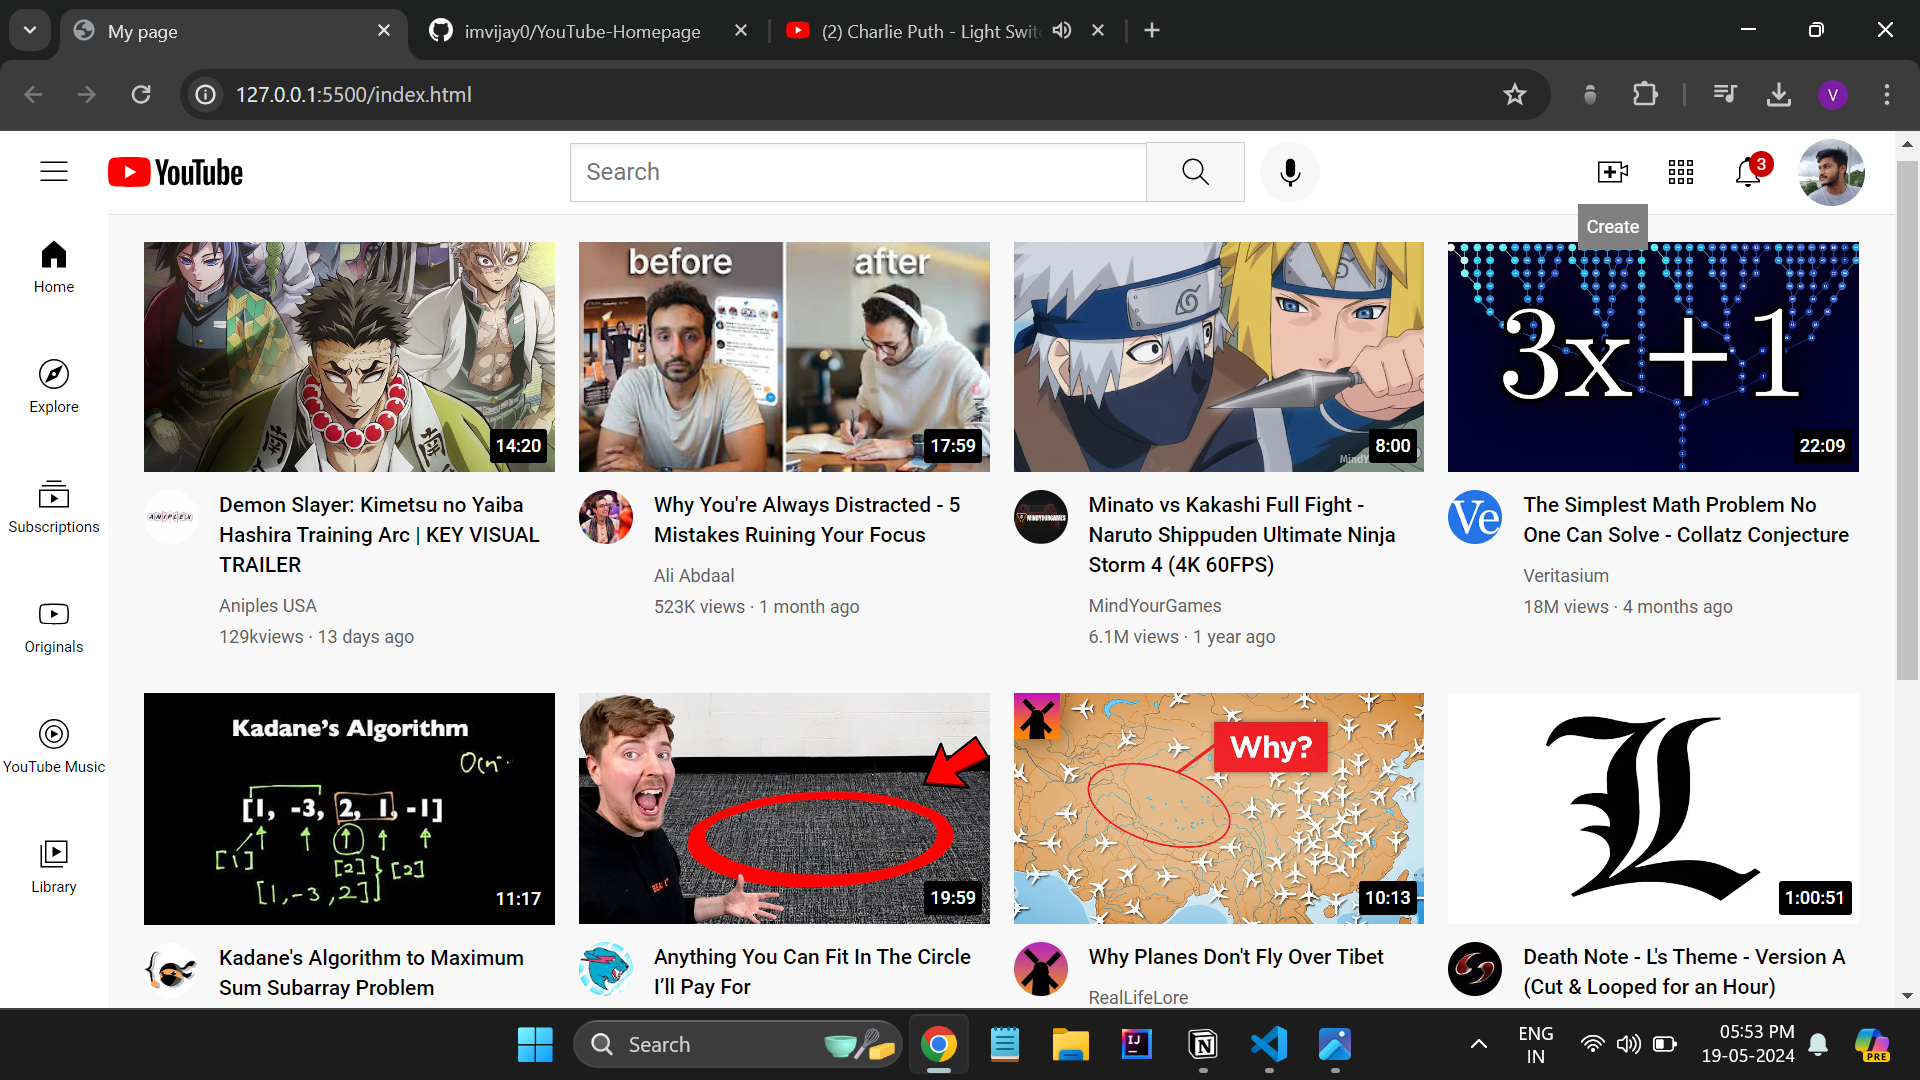 My page
imvijay0/YouTube-Homepage
(2) Charlie Puth - Light Swit
127.0.0.1:5500/index.html
V
YouTube
Search
3
Create
Home
Explore
Subscriptions
Originals
YouTube Music
Library
14:20
before after
17:59
MindY
8:00
3x+1
22:09
ANIPLEX
Demon Slayer: Kimetsu no Yaiba
Hashira Training Arc | KEY VISUAL
TRAILER
Aniples USA
129kviews · 13 days ago
Why You're Always Distracted - 5
Mistakes Ruining Your Focus
Ali Abdaal
523K views · 1 month ago
MINDYOURGAMES
Minato vs Kakashi Full Fight -
Naruto Shippuden Ultimate Ninja
Storm 4 (4K 60FPS)
MindYourGames
6.1M views · 1 year ago
Ve
The Simplest Math Problem No
One Can Solve - Collatz Conjecture
Veritasium
18M views · 4 months ago
Kadane's Algorithm
[1, -3, 2, 1, -1]
[1] [2] [2]
[1,-3,2]
11:17
19:59
Why?
10:13
L
1:00:51
Kadane's Algorithm to Maximum
Sum Subarray Problem
Anything You Can Fit In The Circle
I’ll Pay For
Why Planes Don't Fly Over Tibet
RealLifeLore
Death Note - L's Theme - Version A
(Cut & Looped for an Hour)
Search
IJ
N
ENG
IN
05:53 PM
19-05-2024
PRE